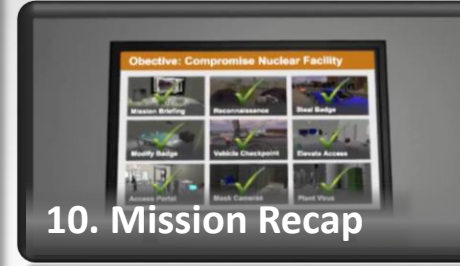 Obective: Compromise Nuclear Facility
Mission Briefing
Reconnaissance
Steal Badge
Modify Badge
Vehicle Checkpoint
Elevate Access
Access Portal
Mask Cameras
Plant Virus
10. Mission Recap